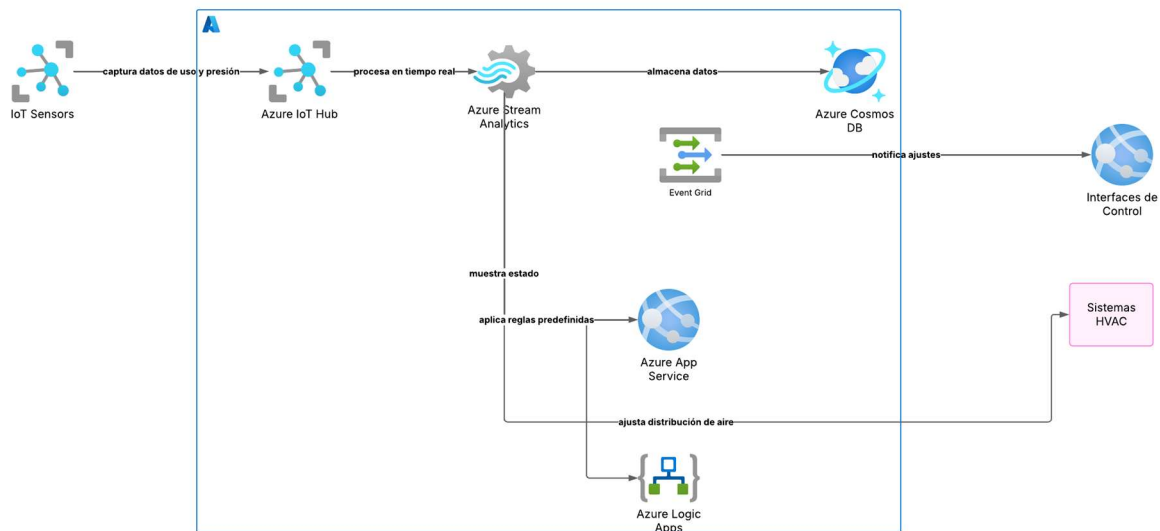 captura datos de uso y presión
procesa en tiempo real
almacena datos
IoT Sensors
Azure IoT Hub
Azure Stream
Analytics
Azure Cosmos
DB
notifica ajustes
Event Grid
Interfaces de
Control
muestra estado
Sistemas
HVAC
aplica reglas predefinidas
Azure App
Service
ajusta distribución de aire
Azure Logic
Apps